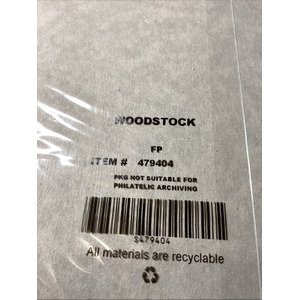 WOODSTOCK
FP
ITEM # 479404
PKG NOT SUITABLE FOR
PHILATELIC ARCHIVING
S479404
All materials are recyclable